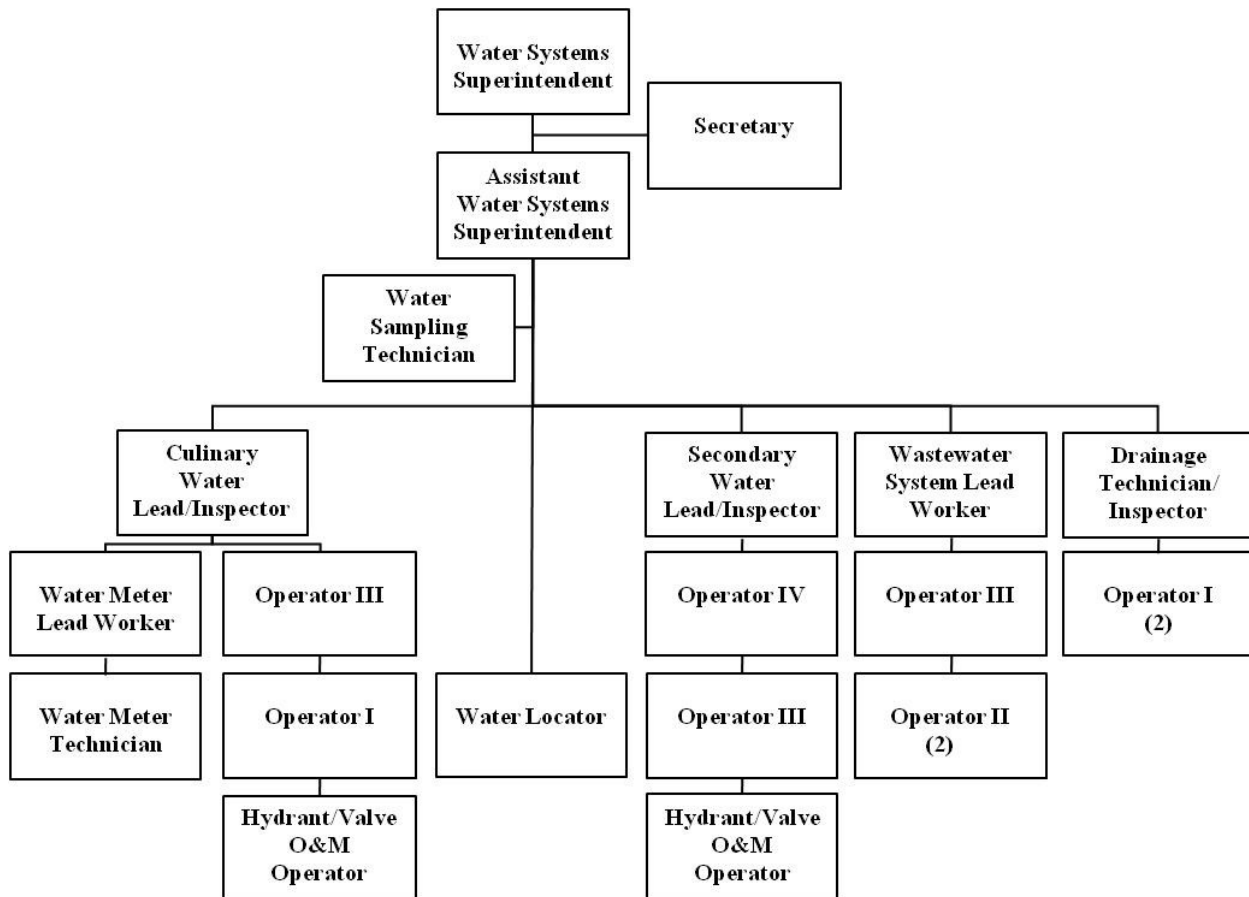 Water Systems
Superintendent
Secretary
Assistant
Water Systems
Superintendent
Water
Sampling
Technician
Culinary
Water
Lead/Inspector
Secondary
Water
Lead/Inspector
Wastewater
System Lead
Worker
Drainage
Technician/
Inspector
Water Meter
Lead Worker
Operator III
Operator IV
Operator III
Operator I
(2)
Water Meter
Technician
Operator I
Water Locator
Operator III
Operator II
(2)
Hydrant/Valve
O&M
Operator
Hydrant/Valve
O&M
Operator